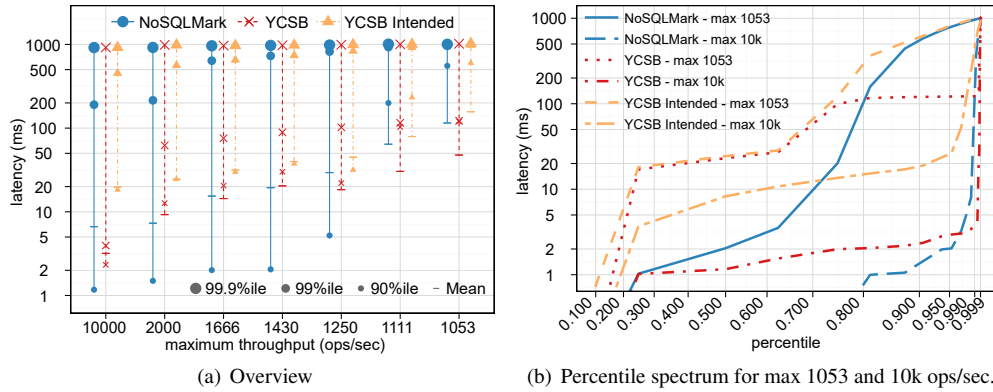 NoSQLMark YCSB YCSB Intended
1000
500
200
100
50
20
10
5
2
1
latency (ms)
99.9%ile 99%ile 90%ile Mean
10000 2000 1666 1430 1250 1111 1053
maximum throughput (ops/sec)
(a) Overview
NoSQLMark - max 1053
NoSQLMark - max 10k
YCSB - max 1053
YCSB - max 10k
YCSB Intended - max 1053
YCSB Intended - max 10k
1000
500
200
100
50
20
10
5
2
1
latency (ms)
0.100 0.200 0.300 0.400 0.500 0.600 0.700 0.800 0.900 0.950 0.990 0.999
percentile
(b) Percentile spectrum for max 1053 and 10k ops/sec.